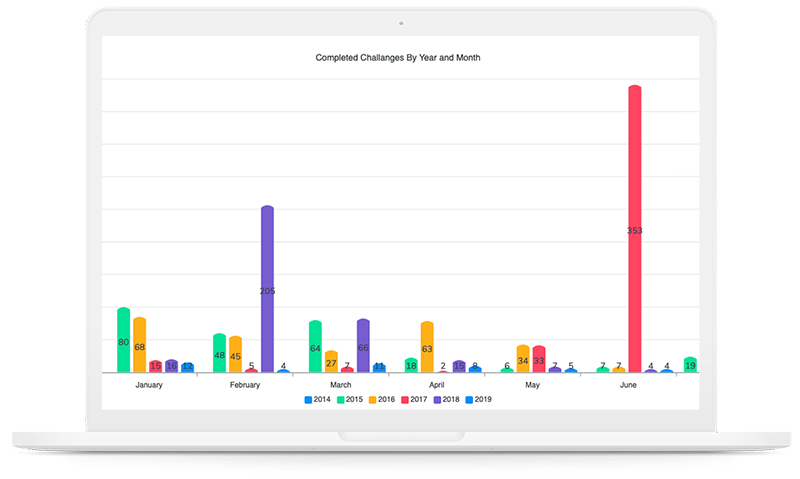 Completed Challanges By Year and Month
80 68 15 16 12 48 45 5 205 4 64 27 7 66 11 18 63 2 15 8 6 34 33 7 5 7 7 353 4 4 19
January February March April May June
2014 2015 2016 2017 2018 2019